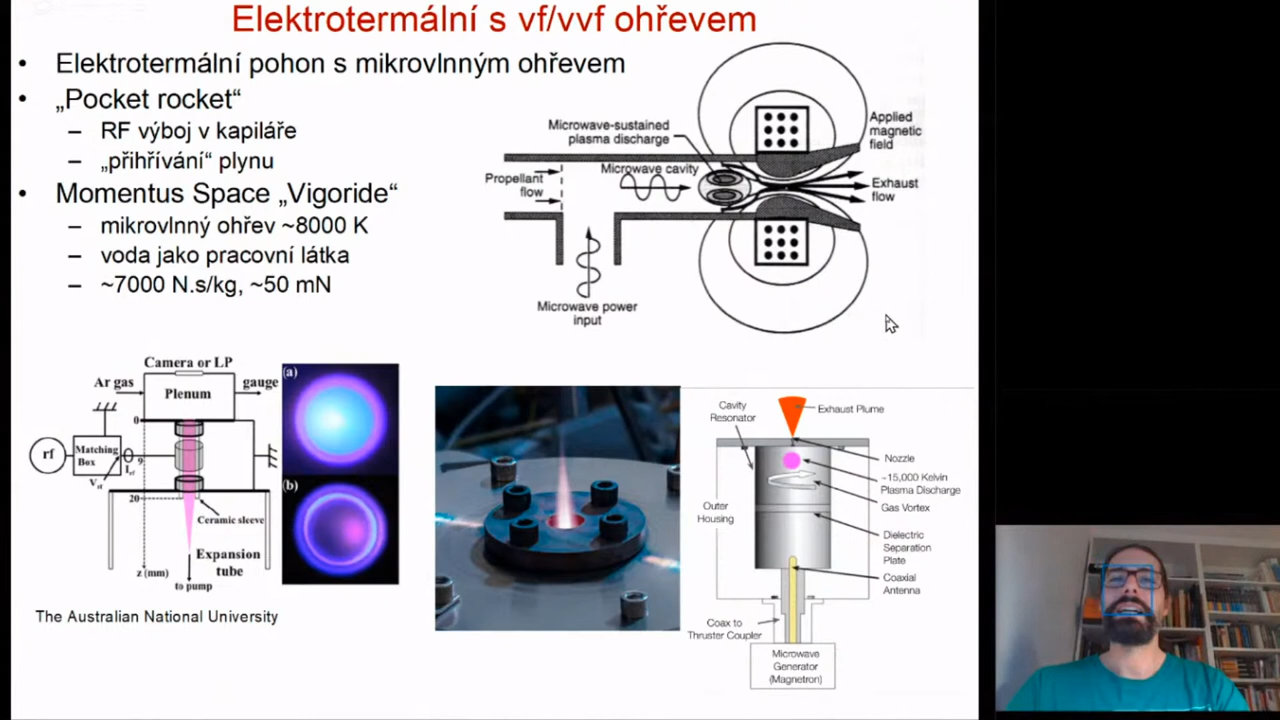 Elektrotermální s vf/vvf ohřevem
• Elektrotermální pohon s mikrovlnným ohřevem
• „Pocket rocket“
– RF výboj v kapiláře
– „přihřívání“ plynu
• Momentus Space „Vigoride“
– mikrovlnný ohřev ~8000 K
– voda jako pracovní látka
– ~7000 N.s/kg, ~50 mN
Microwave-sustained
plasma discharge
Applied
magnetic
field
Microwave cavity
Propellant
flow
Exhaust
flow
Microwave power
input
Camera or LP
Ar gas
gauge
Plenum
0
rf
Matching
Box
I rf
9
V rf
20
Ceramic sleeve
Expansion
tube
z (mm)
to pump
(a)
(b)
The Australian National University
Cavity
Resonator
Exhaust Plume
Nozzle
~15,000 Kelvin
Plasma Discharge
Gas Vortex
Outer
Housing
Dielectric
Separation
Plate
Coaxial
Antenna
Coax to
Thruster Coupler
Microwave
Generator
(Magnetron)